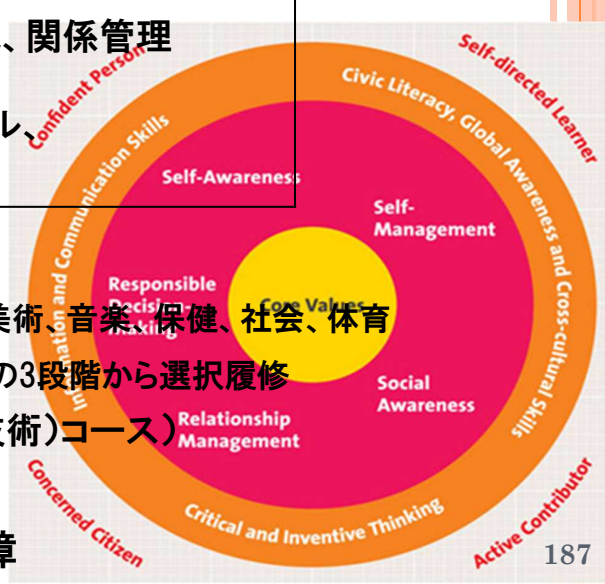 、関係管理
ル、
美術、音楽、保健、社会、体育
の3段階から選択履修
術)コース)
章
Confident Person
Self-directed Learner
Civic Literacy, Global Awareness and Cross-cultural Skills
Information and Communication Skills
Self-Awareness
Self-
Management
Responsible
Decision-
Making
Core Values
Social
Awareness
Relationship
Management
Critical and Inventive Thinking
Concerned Citizen
Active Contributor
187